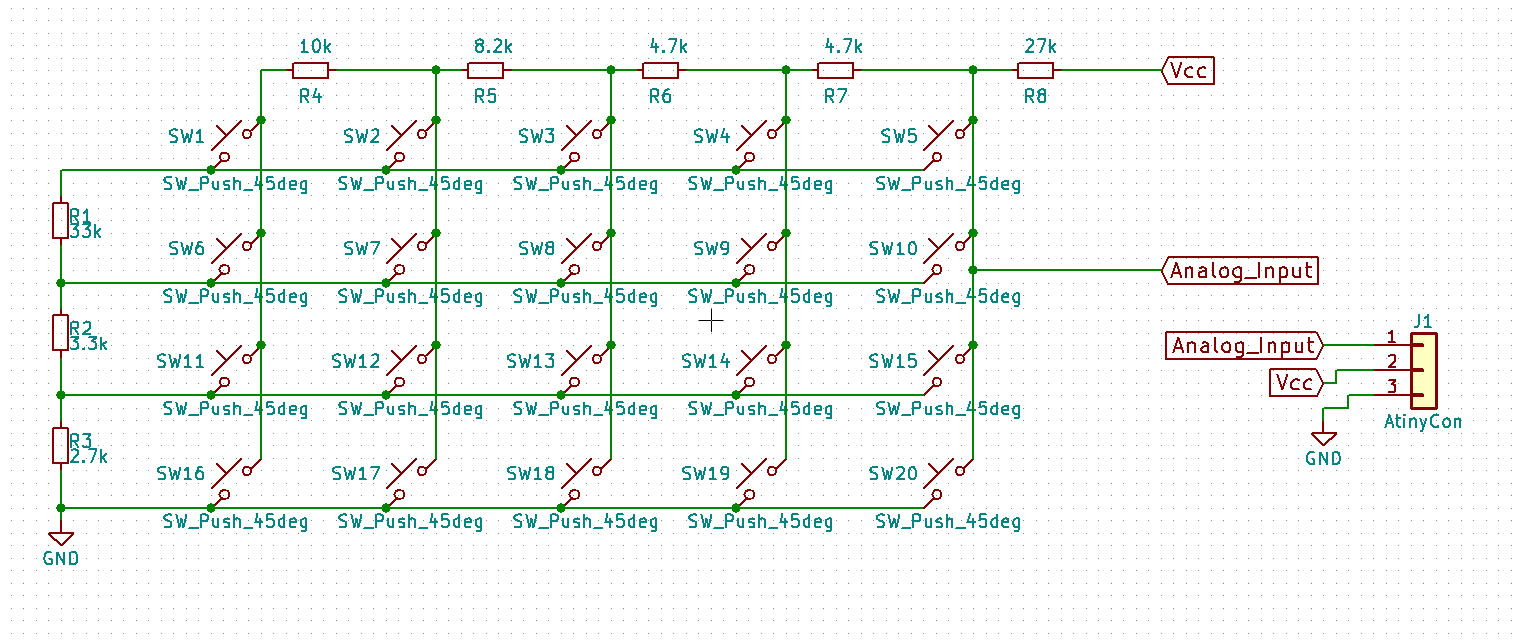 10k 8.2k 4.7k 4.7k 27k
Vcc
R4 R5 R6 R7 R8
SW1 SW2 SW3 SW4 SW5
SW_Push_45deg SW_Push_45deg SW_Push_45deg SW_Push_45deg SW_Push_45deg
R1
33k
SW6 SW7 SW8 SW9 SW10
Analog_Input
SW_Push_45deg SW_Push_45deg SW_Push_45deg SW_Push_45deg SW_Push_45deg
R2
3.3k
J1
Analog_Input 1
SW11 SW12 SW13 SW14 SW15
2
Vcc
3
SW_Push_45deg SW_Push_45deg SW_Push_45deg SW_Push_45deg SW_Push_45deg
AtinyCon
R3
2.7k
GND
SW16 SW17 SW18 SW19 SW20
SW_Push_45deg SW_Push_45deg SW_Push_45deg SW_Push_45deg SW_Push_45deg
GND